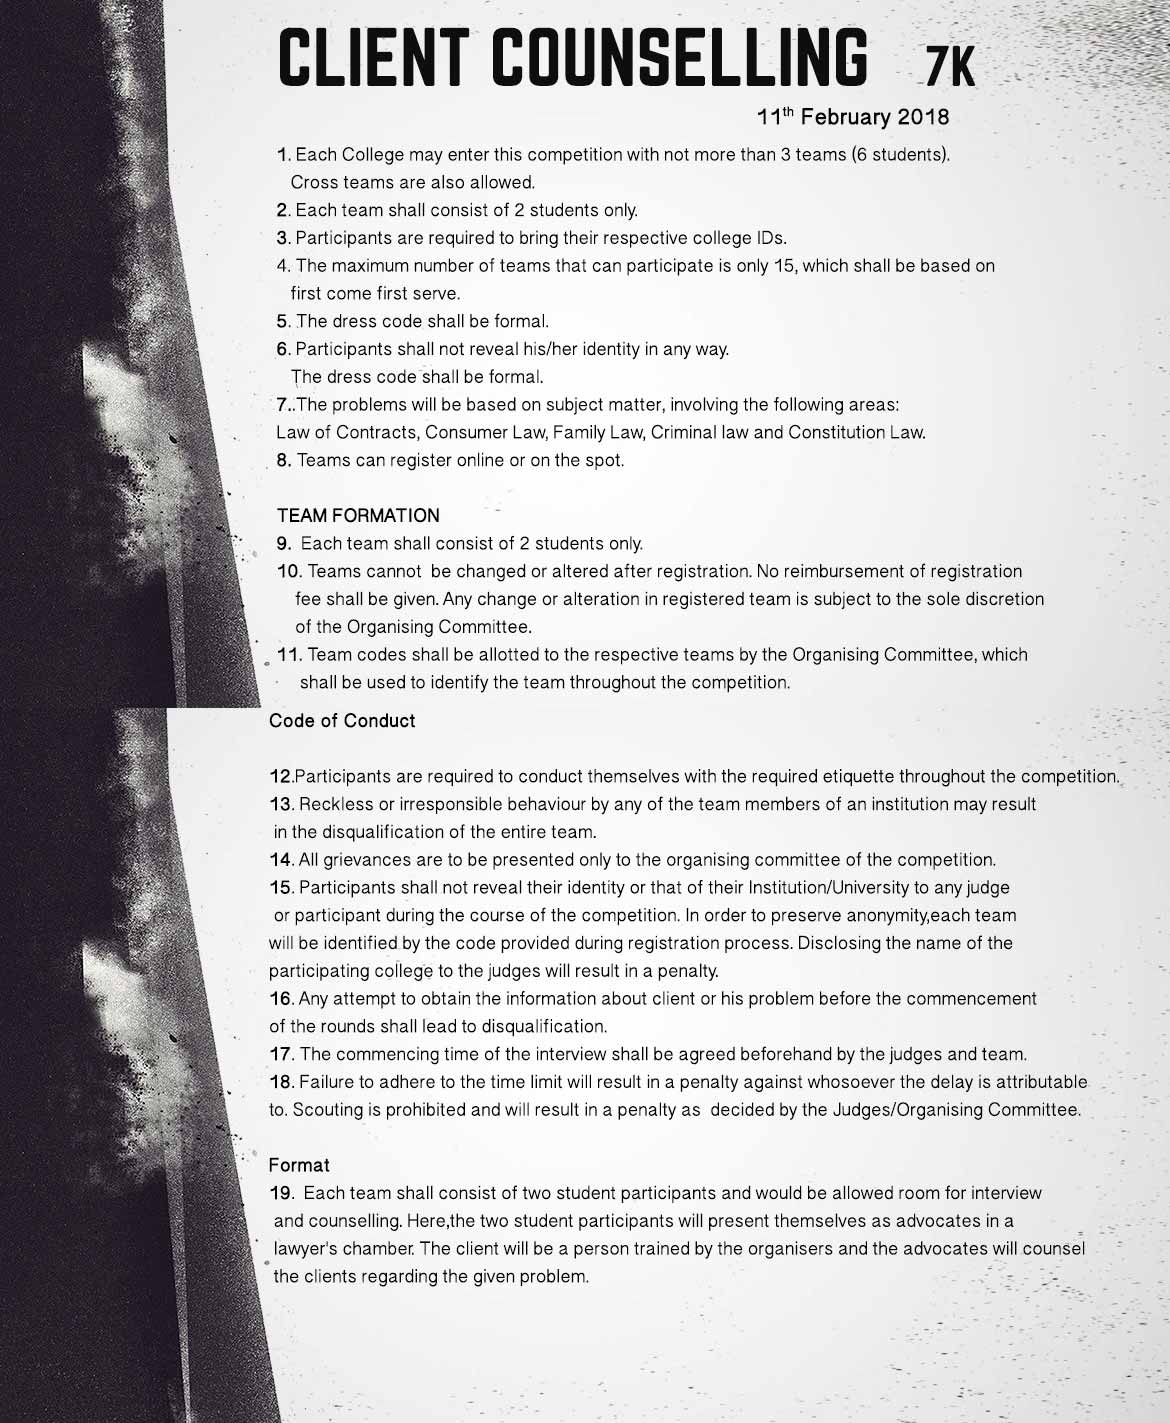 CLIENT COUNSELLING 7K
11th February 2018
1. Each College may enter this competition with not more than 3 teams (6 students).
Cross teams are also allowed.
2. Each team shall consist of 2 students only.
3. Participants are required to bring their respective college IDs.
4. The maximum number of teams that can participate is only 15, which shall be based on
first come first serve.
5. The dress code shall be formal.
6. Participants shall not reveal his/her identity in any way.
The dress code shall be formal.
7..The problems will be based on subject matter, involving the following areas:
Law of Contracts, Consumer Law, Family Law, Criminal law and Constitution Law.
8. Teams can register online or on the spot.
TEAM FORMATION
9. Each team shall consist of 2 students only.
10. Teams cannot be changed or altered after registration. No reimbursement of registration
fee shall be given. Any change or alteration in registered team is subject to the sole discretion
of the Organising Committee.
11. Team codes shall be allotted to the respective teams by the Organising Committee, which
shall be used to identify the team throughout the competition.
Code of Conduct
12.Participants are required to conduct themselves with the required etiquette throughout the competition.
13. Reckless or irresponsible behaviour by any of the team members of an institution may result
in the disqualification of the entire team.
14. All grievances are to be presented only to the organising committee of the competition.
15. Participants shall not reveal their identity or that of their Institution/University to any judge
or participant during the course of the competition. In order to preserve anonymity,each team
will be identified by the code provided during registration process. Disclosing the name of the
participating college to the judges will result in a penalty.
16. Any attempt to obtain the information about client or his problem before the commencement
of the rounds shall lead to disqualification.
17. The commencing time of the interview shall be agreed beforehand by the judges and team.
18. Failure to adhere to the time limit will result in a penalty against whosoever the delay is attributable
to. Scouting is prohibited and will result in a penalty as decided by the Judges/Organising Committee.
Format
19. Each team shall consist of two student participants and would be allowed room for interview
and counselling. Here,the two student participants will present themselves as advocates in a
lawyer's chamber. The client will be a person trained by the organisers and the advocates will counsel
the clients regarding the given problem.